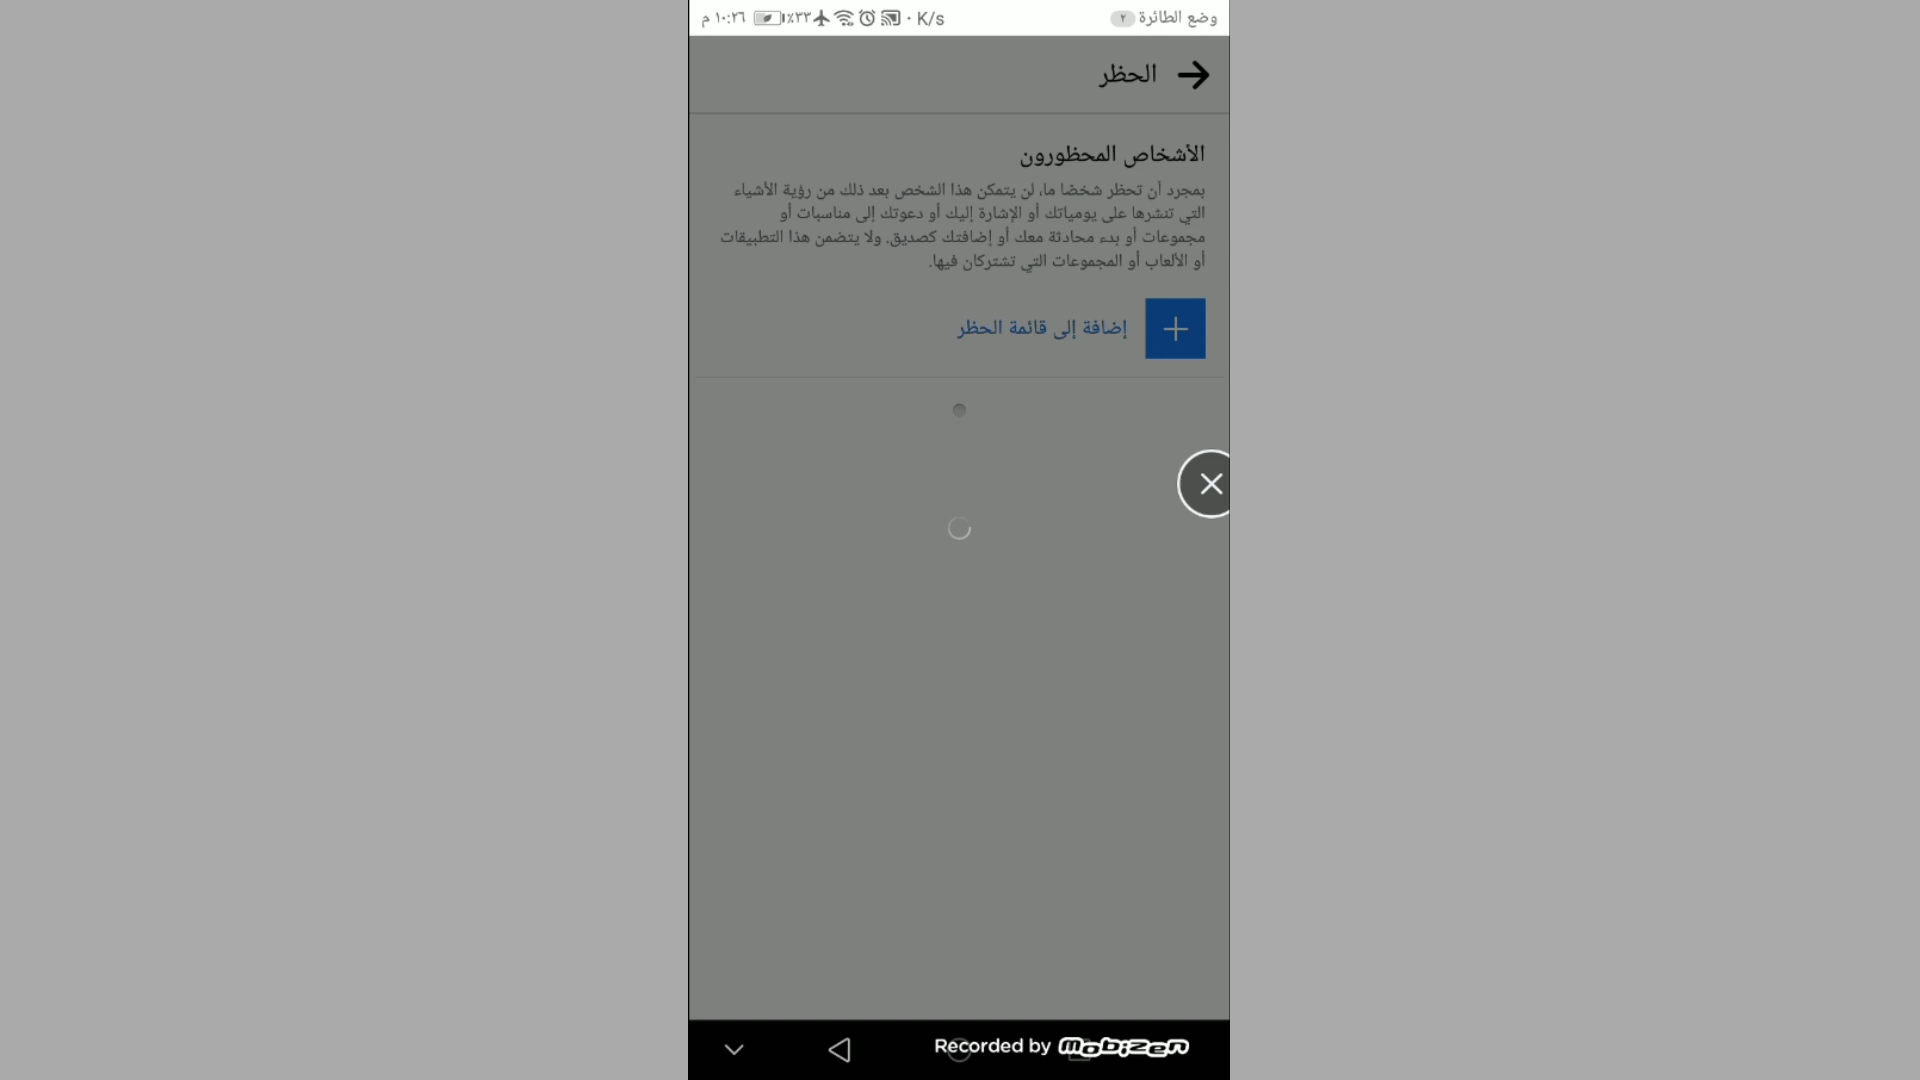 وضع الطائرة ٢ · K/s ٪٣٣ ١٠:٢٦ م
الحظر
الأشخاص المحظورون
بمجرد أن تحظر شخصًا ما، لن يتمكن هذا الشخص بعد ذلك من رؤية الأشياء
التي تنشرها على يومياتك أو الإشارة إليك أو دعوتك إلى مناسبات أو
مجموعات أو بدء محادثة معك أو إضافتك كصديق. ولا يتضمن هذا التطبيقات
أو الألعاب أو المجموعات التي تشتركان فيها.
إضافة إلى قائمة الحظر
Recorded by mobizen